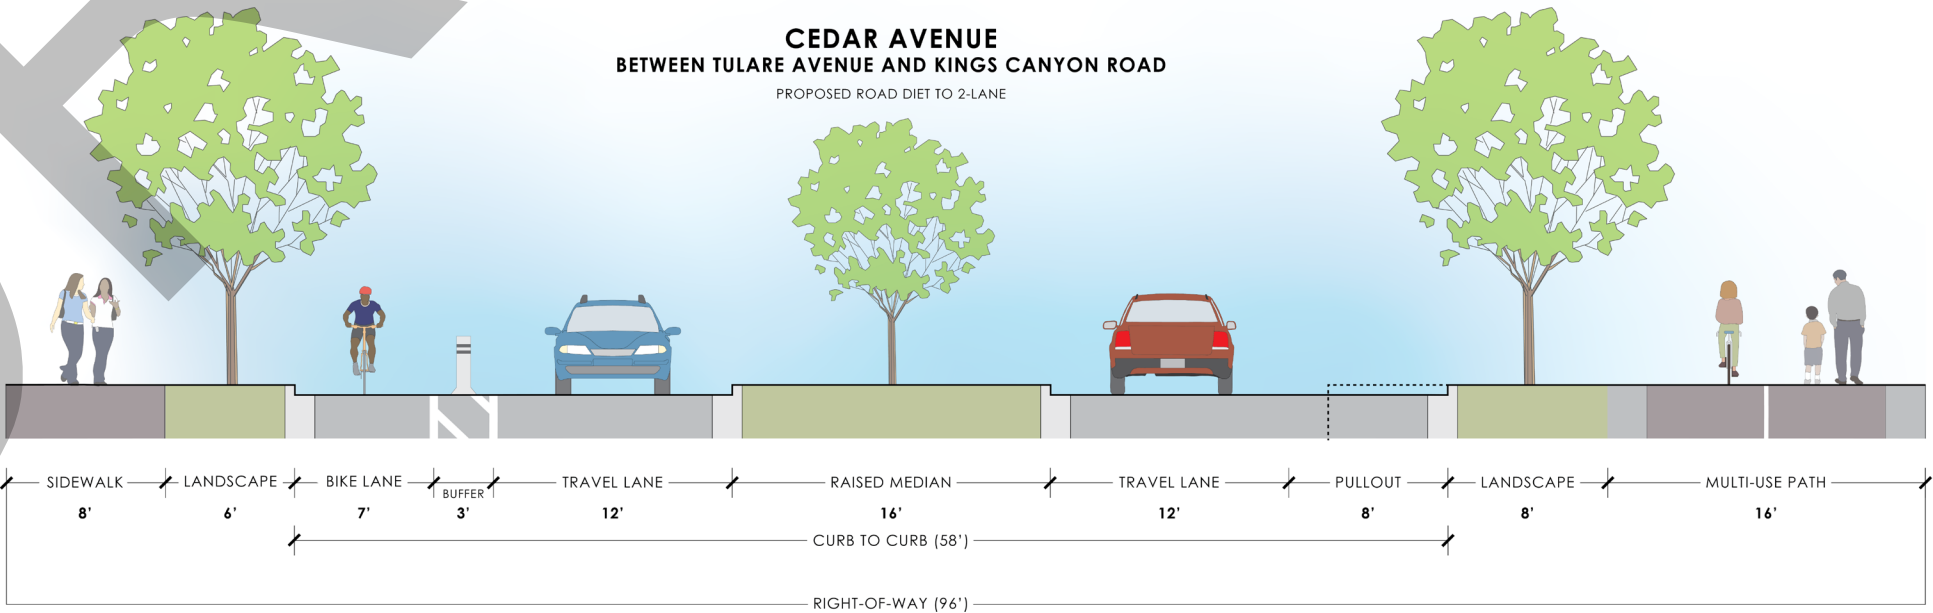 CEDAR AVENUE
BETWEEN TULARE AVENUE AND KINGS CANYON ROAD
PROPOSED ROAD DIET TO 2-LANE
SIDEWALK LANDSCAPE BIKE LANE BUFFER TRAVEL LANE RAISED MEDIAN TRAVEL LANE PULLOUT LANDSCAPE MULTI-USE PATH
8' 6' 7' 3' 12' 16' 12' 8' 8' 16'
CURB TO CURB (58')
RIGHT-OF-WAY (96')